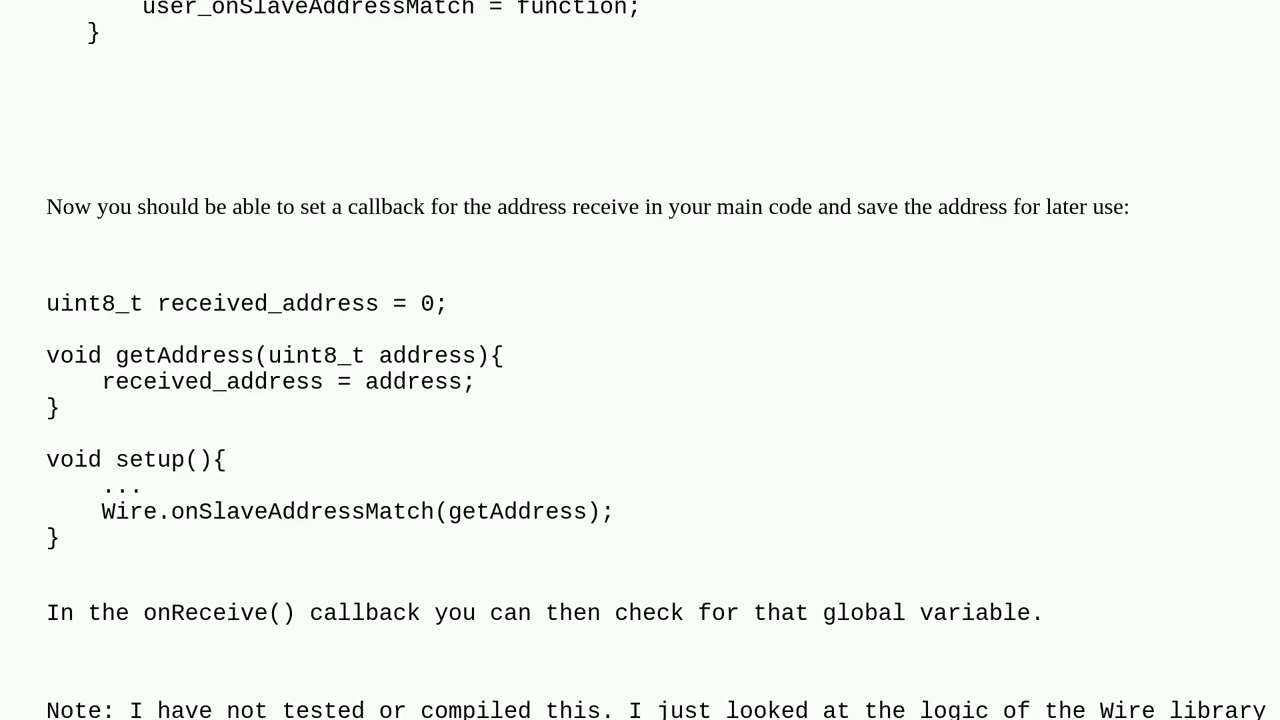 user_onSlaveAddressMatch = function;
}
Now you should be able to set a callback for the address receive in your main code and save the address for later use:
uint8_t received_address = 0;
void getAddress(uint8_t address){
received_address = address;
}
void setup(){
...
Wire.onSlaveAddressMatch(getAddress);
}
In the onReceive() callback you can then check for that global variable.
Note: I have not tested or compiled this. I just looked at the logic of the Wire library